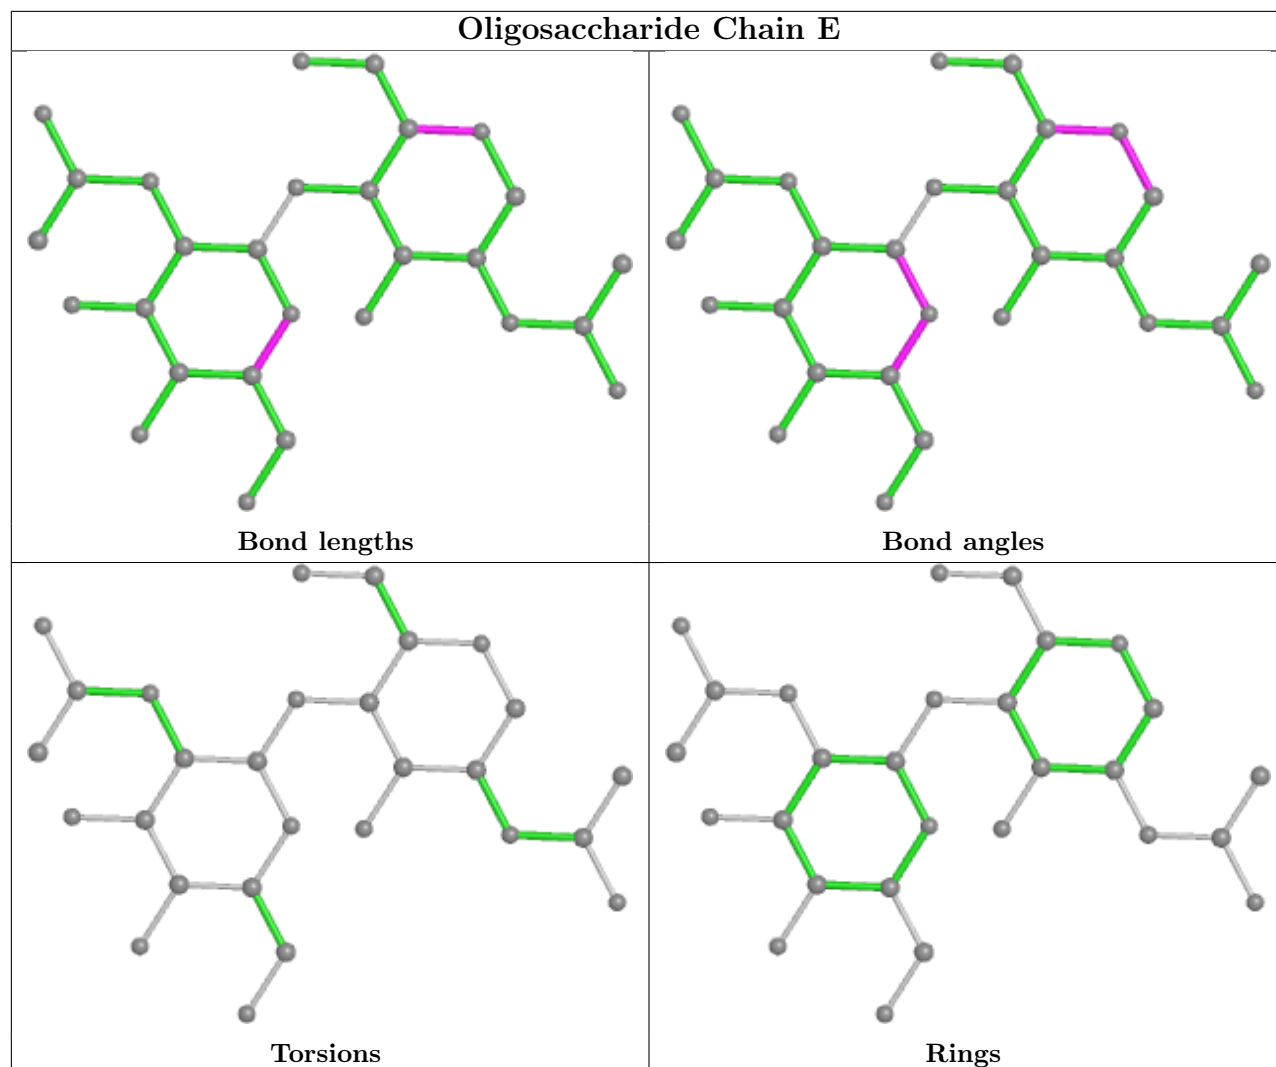 Oligosaccharide Chain E
Bond lengths
Bond angles
Torsions
Rings